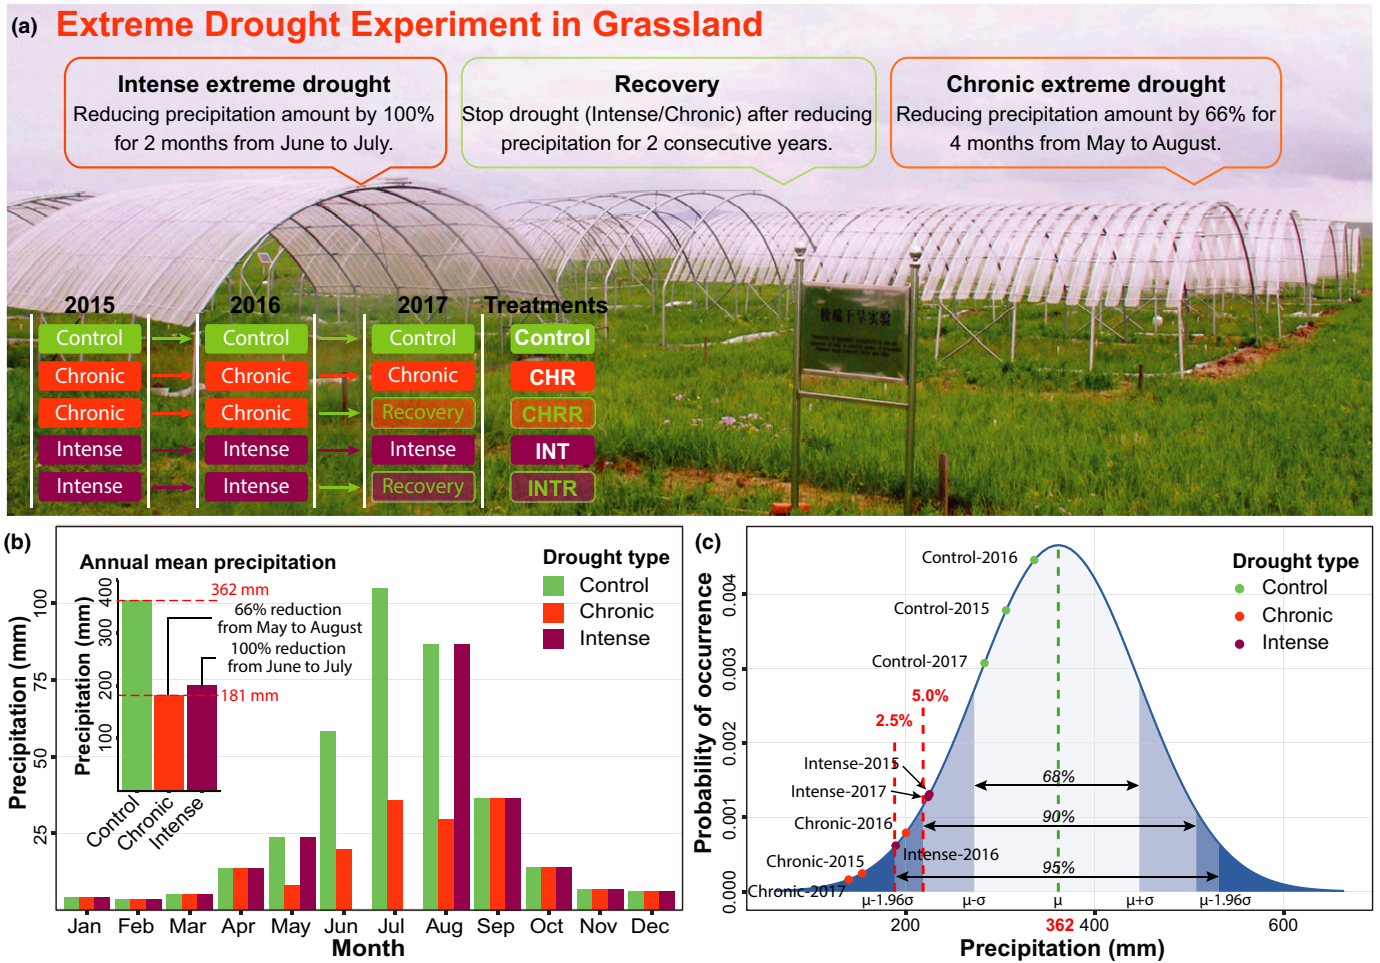 (a) Extreme Drought Experiment in Grassland
Intense extreme drought
Reducing precipitation amount by 100%
for 2 months from June to July.
Recovery
Stop drought (Intense/Chronic) after reducing
precipitation for 2 consecutive years.
Chronic extreme drought
Reducing precipitation amount by 66% for
4 months from May to August.
极端干旱实验
2015 2016 2017 Treatments
Control Control Control Control
Chronic Chronic Chronic CHR
Chronic Chronic Recovery CHRR
Intense Intense Intense INT
Intense Intense Recovery INTR
(b)
Annual mean precipitation
Precipitation (mm)
400
300
200
100
362 mm
66% reduction
from May to August
100% reduction
from June to July
181 mm
Control
Chronic
Intense
Drought type
Control
Chronic
Intense
Precipitation (mm)
100
75
50
25
Jan Feb Mar Apr May Jun Jul Aug Sep Oct Nov Dec
Month
(c)
Probability of occurrence
0.004
0.003
0.002
0.001
0.000
Drought type
Control
Chronic
Intense
Control-2016
Control-2015
Control-2017
5.0%
2.5%
Intense-2015
Intense-2017
Chronic-2016
Intense-2016
Chronic-2015
Chronic-2017
68%
90%
95%
μ-1.96σ μ-σ μ μ+σ μ-1.96σ
200 362 400 600
Precipitation (mm)